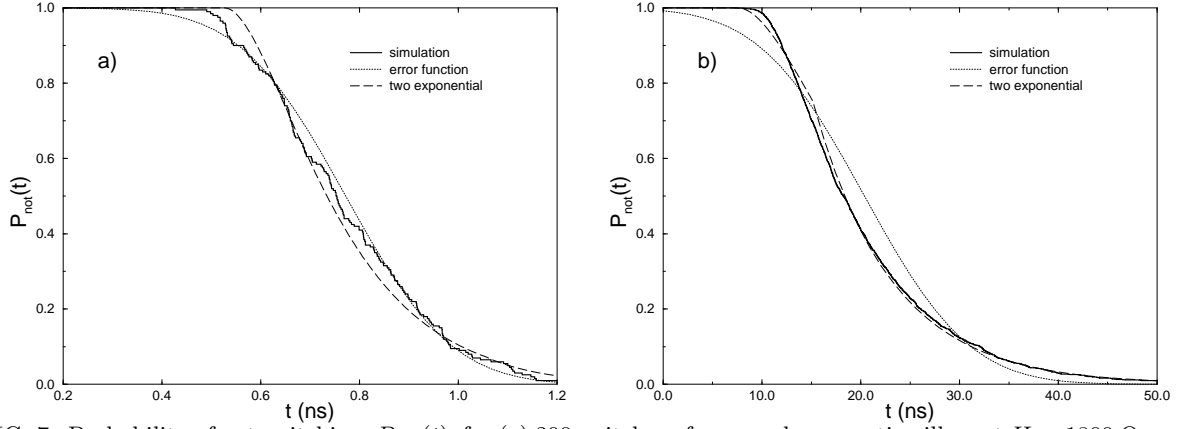 1.0
0.8
0.6
0.4
0.2
0.0
P_not(t)
a)
simulation
error function
two exponential
0.2 0.4 0.6 0.8 1.0 1.2
t (ns)
1.0
0.8
0.6
0.4
0.2
0.0
P_not(t)
b)
simulation
error function
two exponential
0.0 10.0 20.0 30.0 40.0 50.0
t (ns)